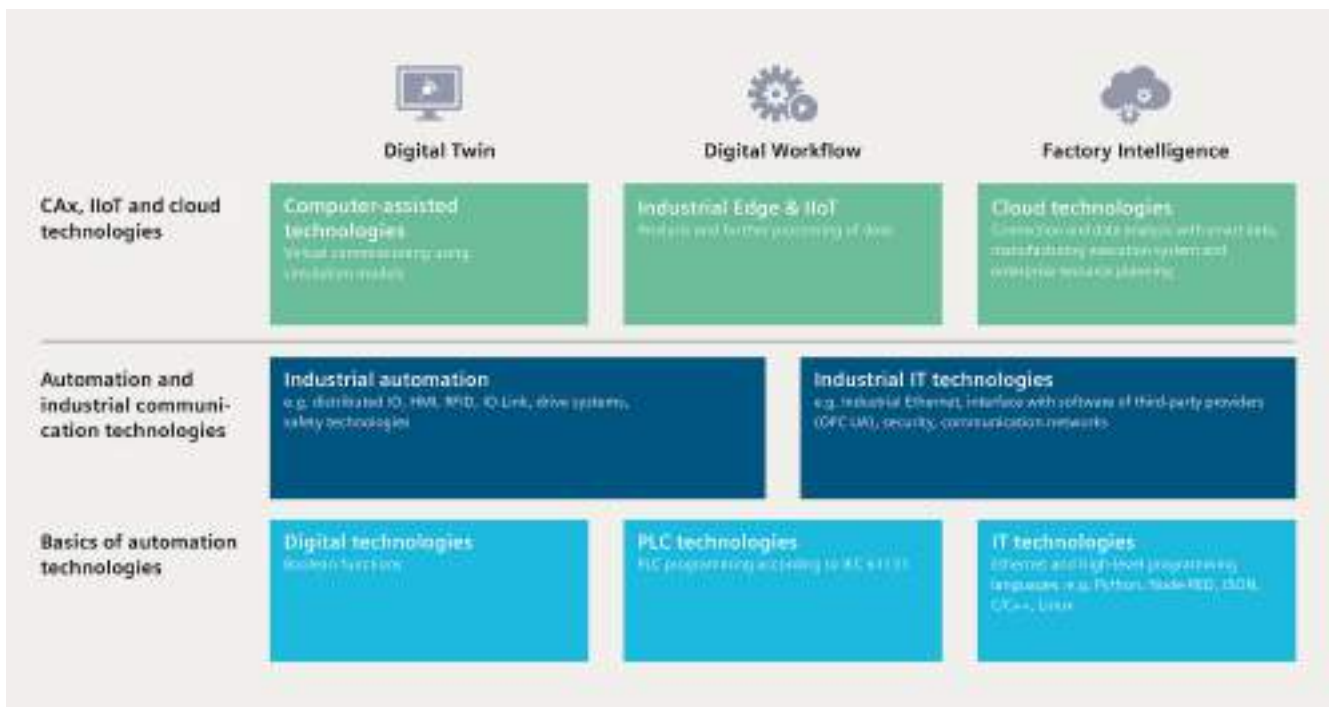 Digital Twin
Digital Workflow
Factory Intelligence
CAx, IIoT and cloud
technologies
Computer-assisted
technologies
Virtual commissioning using
simulation models
Industrial Edge & IIoT
Analysis and further processing of data
Cloud technologies
Connection and data analysis with smart data,
manufacturing execution system and
enterprise resource planning
Automation and
industrial communi-
cation technologies
Industrial automation
e.g. distributed IO, HMI, RFID, IO-Link, drive systems,
safety technologies
Industrial IT technologies
e.g. Industrial Ethernet, interface with software of third-party providers
(OPC UA), security, communication networks
Basics of automation
technologies
Digital technologies
Boolean functions
PLC technologies
PLC programming according to IEC 61131
IT technologies
Ethernet and high-level programming
languages, e.g. Python, Node-RED, JSON,
C/C++, Linux